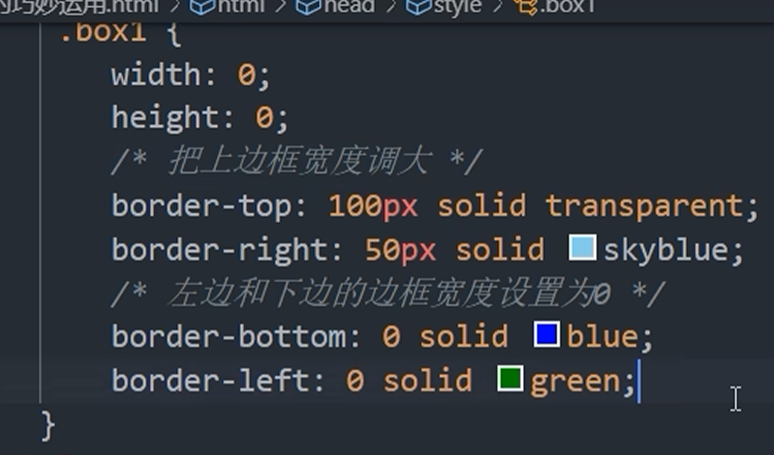 的巧妙运用.html > html > head > style > .box1
.box1 {
width: 0;
height: 0;
/* 把上边框宽度调大 */
border-top: 100px solid transparent;
border-right: 50px solid skyblue;
/* 左边和下边的边框宽度设置为0 */
border-bottom: 0 solid blue;
border-left: 0 solid green;
}